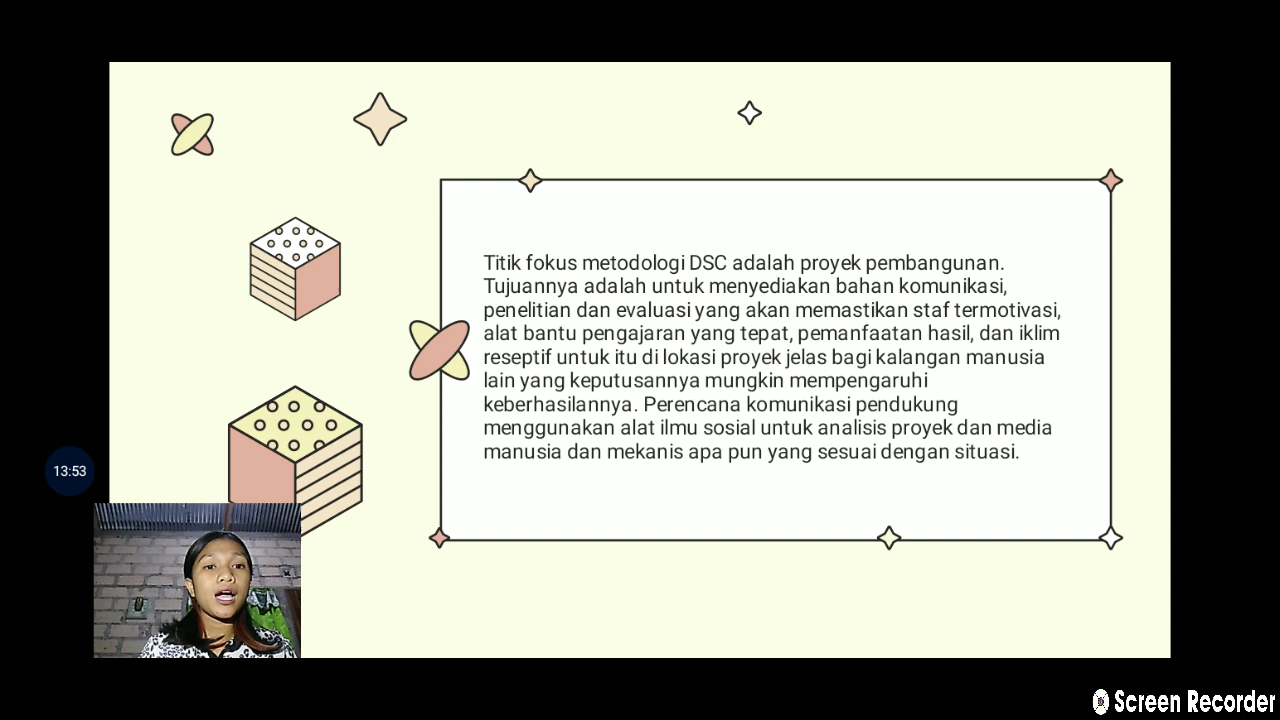 Titik fokus metodologi DSC adalah proyek pembangunan.
Tujuannya adalah untuk menyediakan bahan komunikasi,
penelitian dan evaluasi yang akan memastikan staf termotivasi,
alat bantu pengajaran yang tepat, pemanfaatan hasil, dan iklim
reseptif untuk itu di lokasi proyek jelas bagi kalangan manusia
lain yang keputusannya mungkin mempengaruhi
keberhasilannya. Perencana komunikasi pendukung
menggunakan alat ilmu sosial untuk analisis proyek dan media
manusia dan mekanis apa pun yang sesuai dengan situasi.
13:53
Screen Recorder